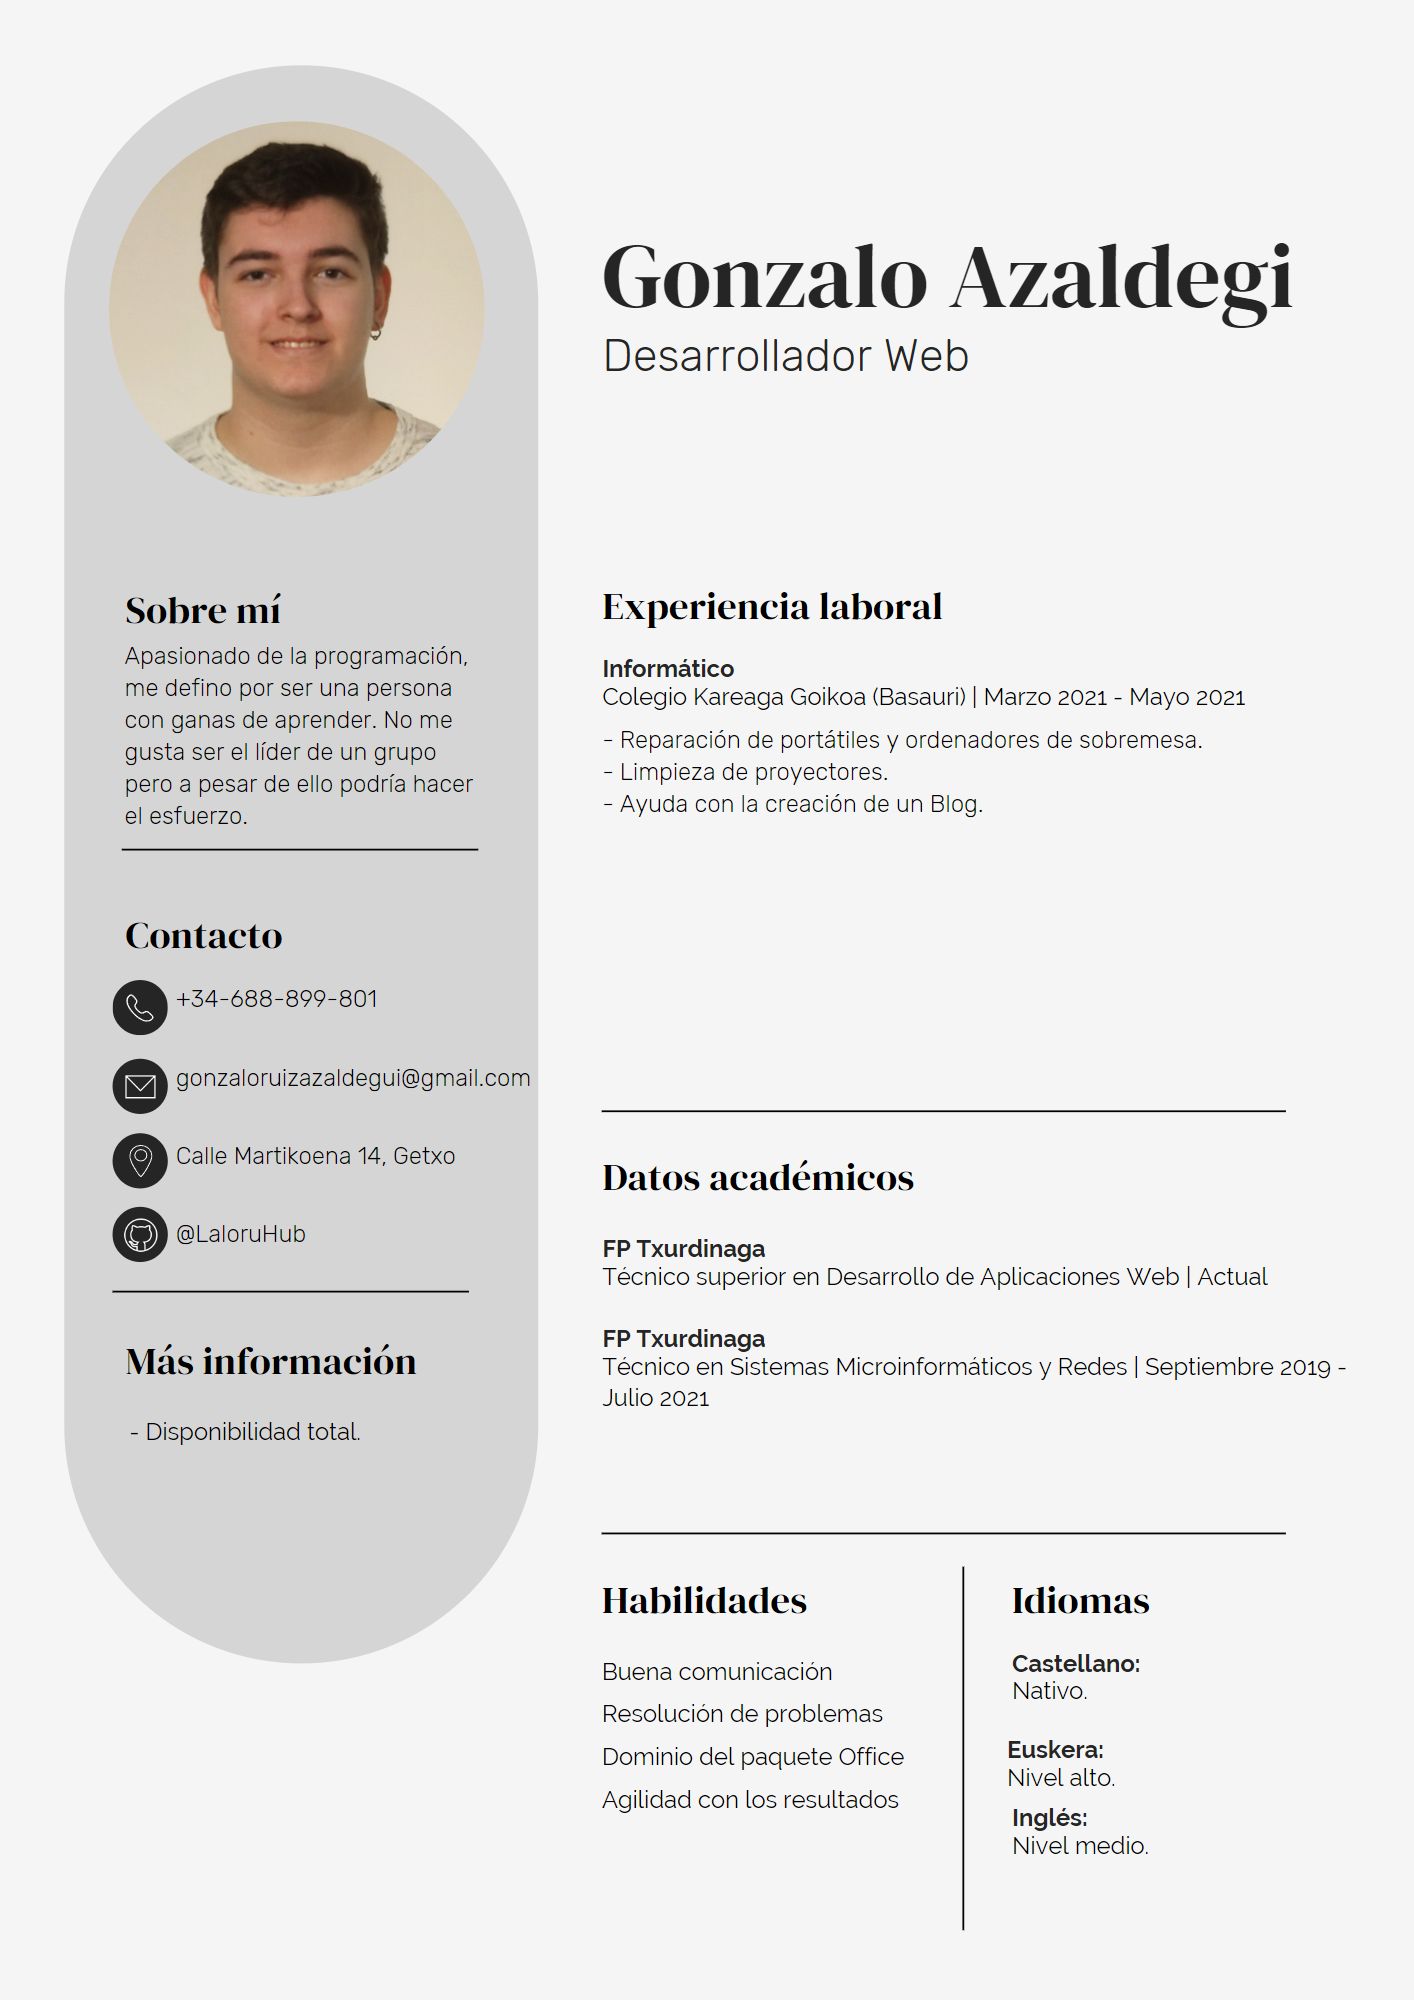 Gonzalo Azaldegi
Desarrollador Web
Sobre mí
Apasionado de la programación,
me defino por ser una persona
con ganas de aprender. No me
gusta ser el líder de un grupo
pero a pesar de ello podría hacer
el esfuerzo.
Contacto
+34-688-899-801
gonzaloruizazaldegui@gmail.com
Calle Martikoena 14, Getxo
@LaloruHub
Más información
- Disponibilidad total.
Experiencia laboral
Informático
Colegio Kareaga Goikoa (Basauri) | Marzo 2021 - Mayo 2021
- Reparación de portátiles y ordenadores de sobremesa.
- Limpieza de proyectores.
- Ayuda con la creación de un Blog.
Datos académicos
FP Txurdinaga
Técnico superior en Desarrollo de Aplicaciones Web | Actual
FP Txurdinaga
Técnico en Sistemas Microinformáticos y Redes | Septiembre 2019 -
Julio 2021
Habilidades
Buena comunicación
Resolución de problemas
Dominio del paquete Office
Agilidad con los resultados
Idiomas
Castellano:
Nativo.
Euskera:
Nivel alto.
Inglés:
Nivel medio.